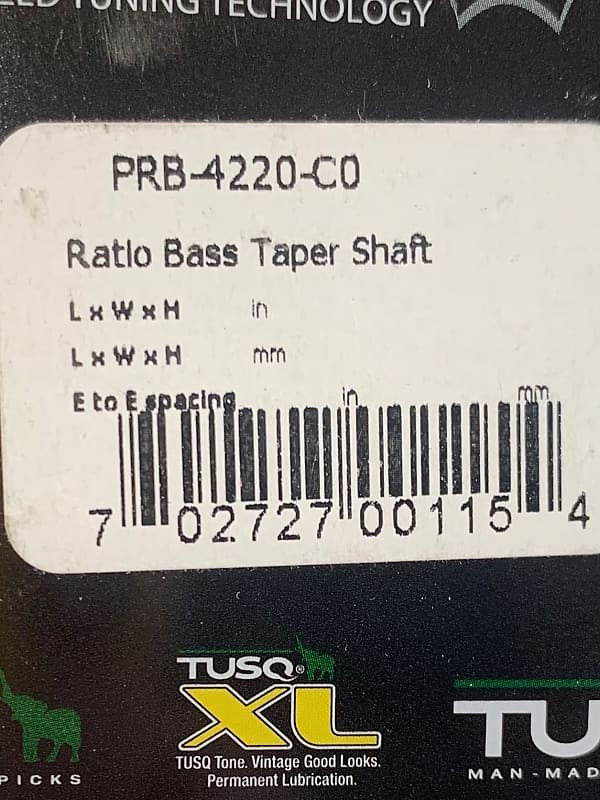 ED TUNING TECHNOLOGY
PRB-4220-C0
Ratio Bass Taper Shaft
L x W x H in
L x W x H mm
E to E spacing in mm
7 02727 00115 4
TUSQ®
XL
TUSQ Tone. Vintage Good Looks.
Permanent Lubrication.
PICKS
TU
MAN-MAD